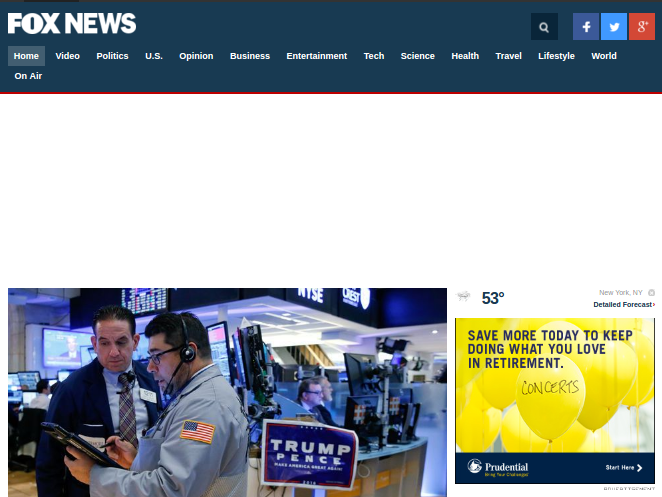 FOX NEWS
f
g+
Home Video Politics U.S. Opinion Business Entertainment Tech Science Health Travel Lifestyle World
On Air
NYSE
CREST
53°
New York, NY
Detailed Forecast›
SAVE MORE TODAY TO KEEP
DOING WHAT YOU LOVE
IN RETIREMENT.
CONCERTS
TRUMP
PENCE
MAKE AMERICA GREAT AGAIN!
2016
Prudential
Bring Your Challenges
Start Here
ADVERTISEMENT